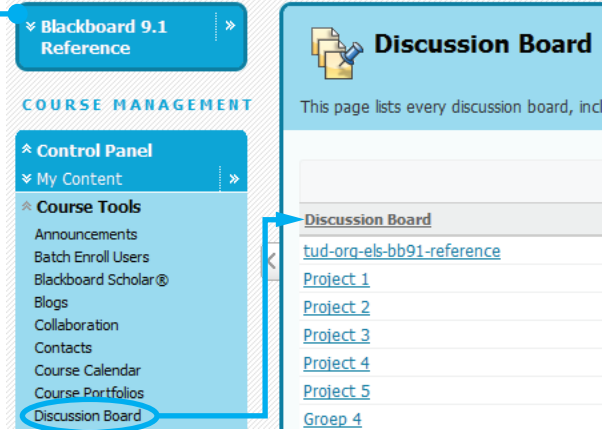 Blackboard 9.1
Reference
COURSE MANAGEMENT
Control Panel
My Content
Course Tools
Announcements
Batch Enroll Users
Blackboard Scholar®
Blogs
Collaboration
Contacts
Course Calendar
Course Portfolios
Discussion Board
Discussion Board
This page lists every discussion board, incl
Discussion Board
tud-org-els-bb91-reference
Project 1
Project 2
Project 3
Project 4
Project 5
Groep 4